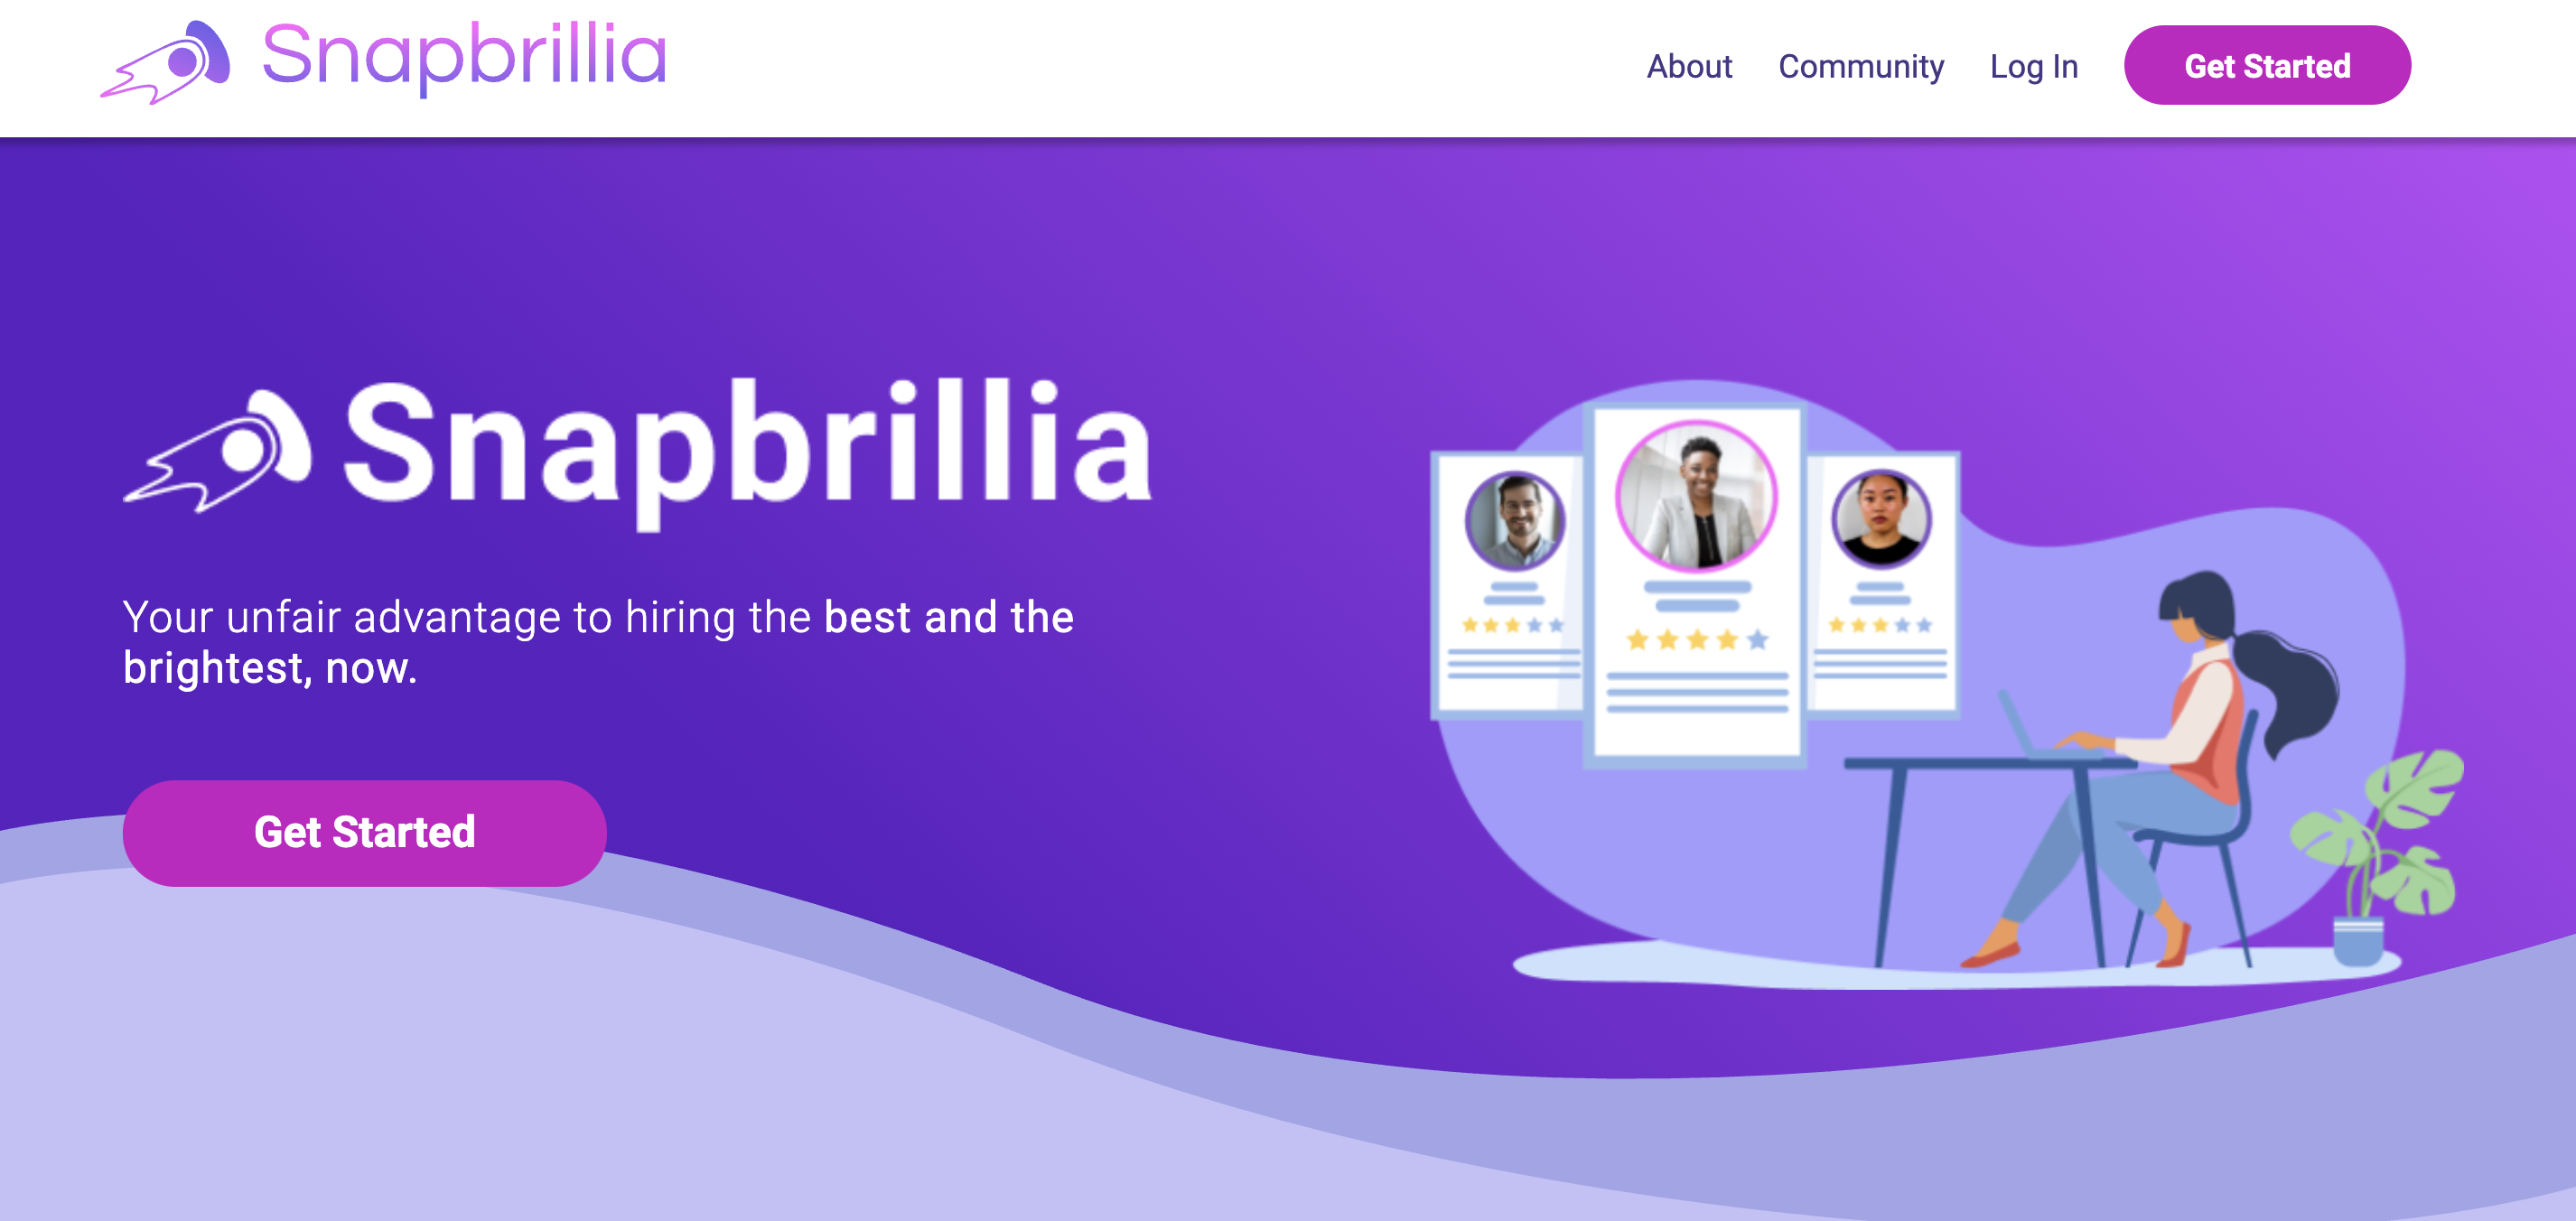 Snapbrillia
About Community Log In Get Started
Snapbrillia
Your unfair advantage to hiring the best and the
brightest, now.
Get Started